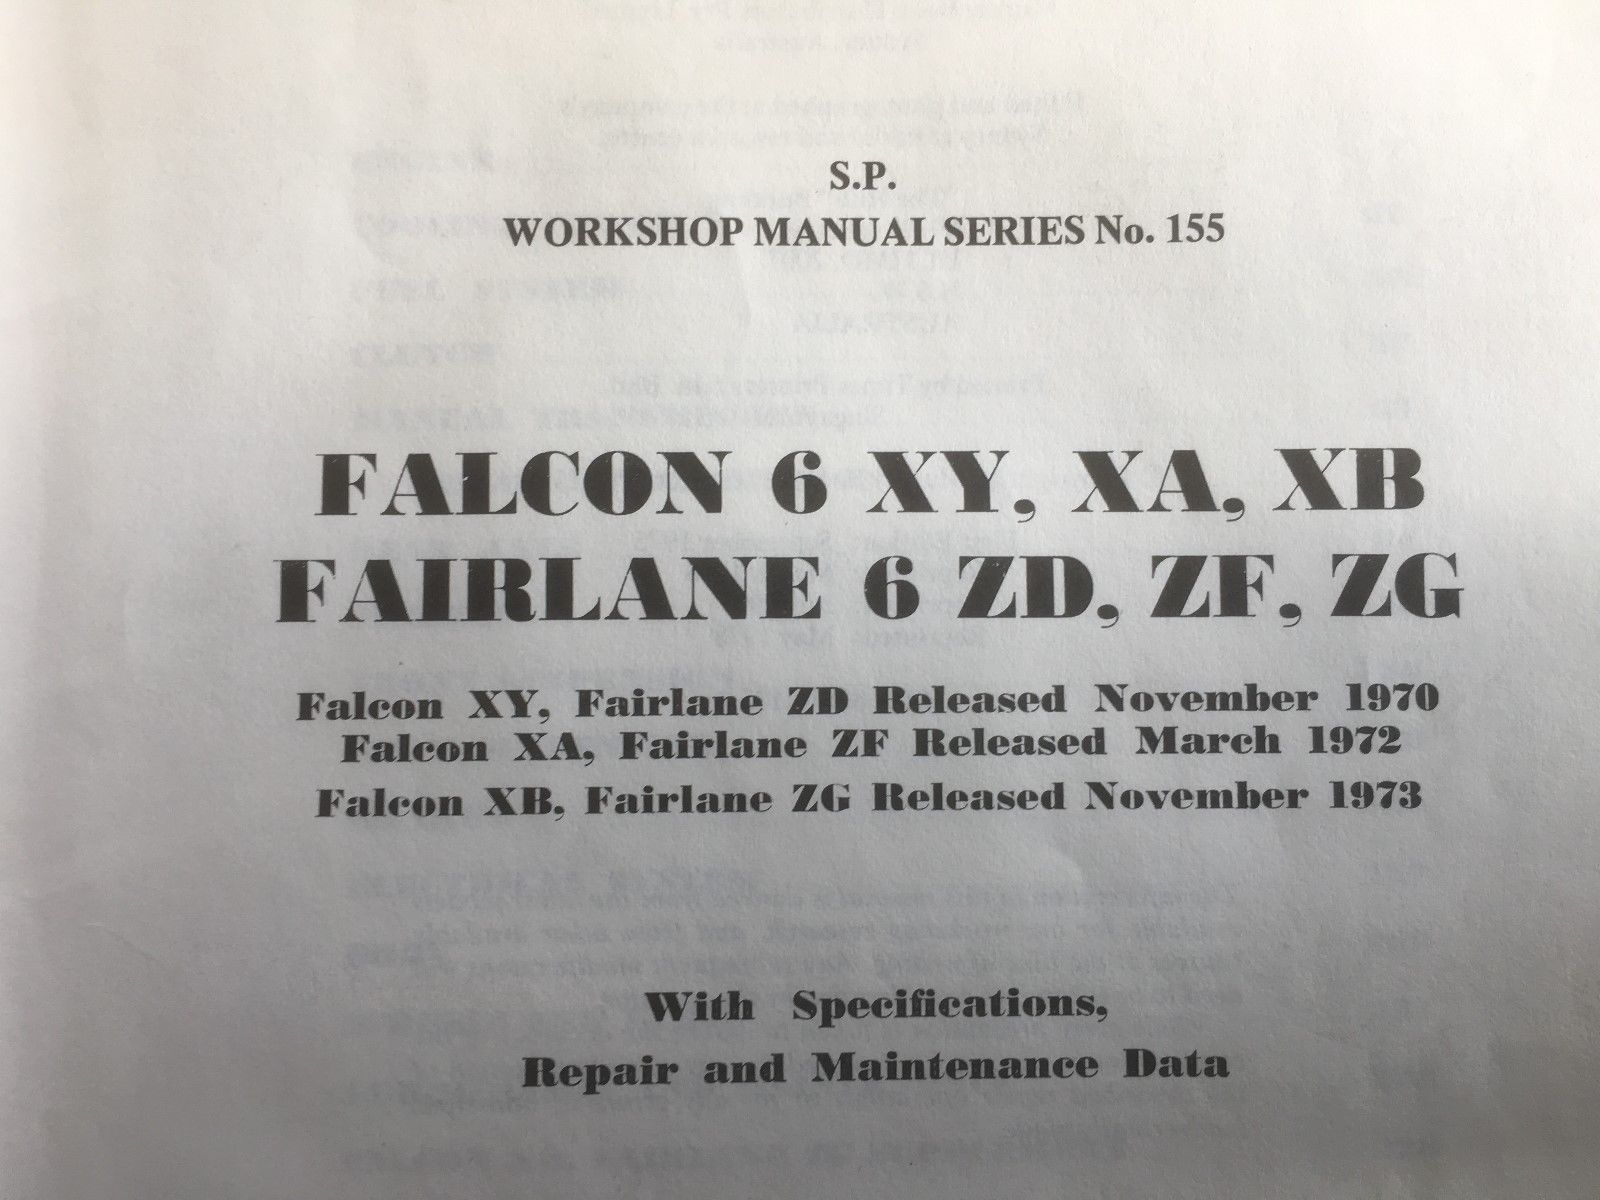 S.P.
WORKSHOP MANUAL SERIES No. 155
FALCON 6 XY, XA, XB
FAIRLANE 6 ZD, ZF, ZG
Falcon XY, Fairlane ZD Released November 1970
Falcon XA, Fairlane ZF Released March 1972
Falcon XB, Fairlane ZG Released November 1973
With Specifications,
Repair and Maintenance Data